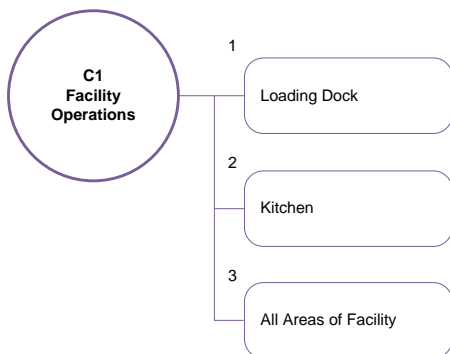 C1
Facility
Operations
1
Loading Dock
2
Kitchen
3
All Areas of Facility